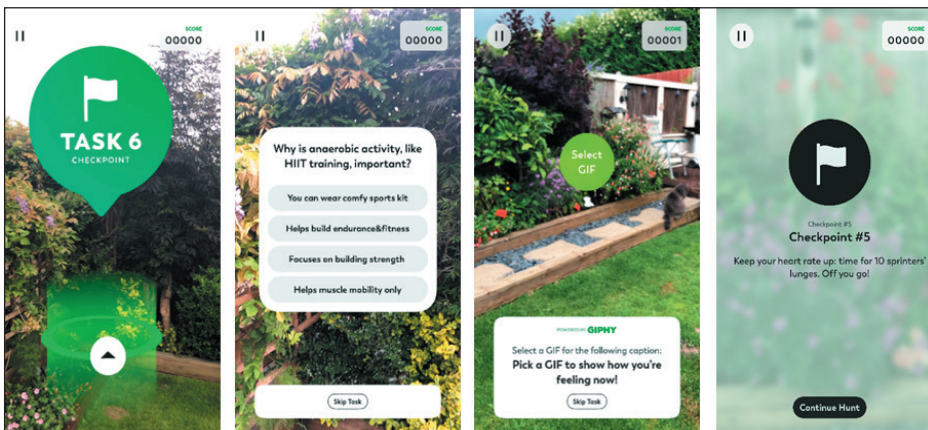 SCORE
00000
TASK 6
CHECKPOINT
SCORE
00000
Why is anaerobic activity, like
HIIT training, important?
You can wear comfy sports kit
Helps build endurance&fitness
Focuses on building strength
Helps muscle mobility only
Skip Task
SCORE
00001
Select
GIF
POWERED BY GIPHY
Select a GIF for the following caption:
Pick a GIF to show how you're
feeling now!
Skip Task
SCORE
00000
Checkpoint #5
Checkpoint #5
Keep your heart rate up: time for 10 sprinters'
lunges. Off you go!
Continue Hunt